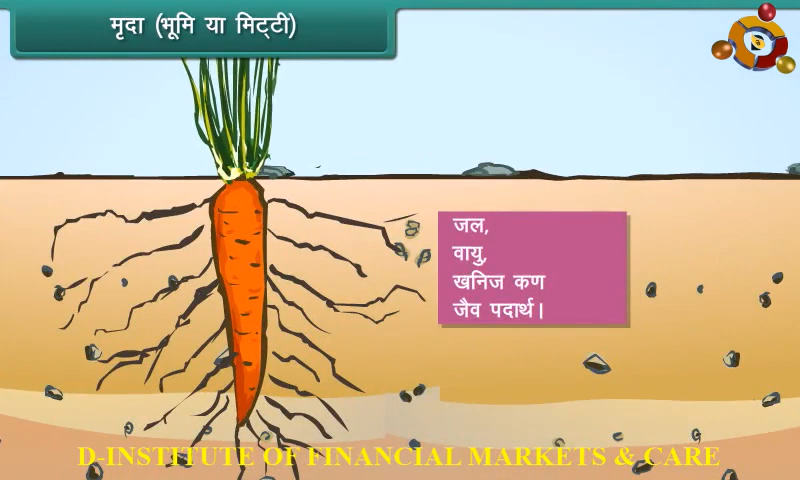 मृदा (भूमि या मिट्टी)
जल,
वायु,
खनिज कण
जैव पदार्थ।
D-INSTITUTE OF FINANCIAL MARKETS & CARE